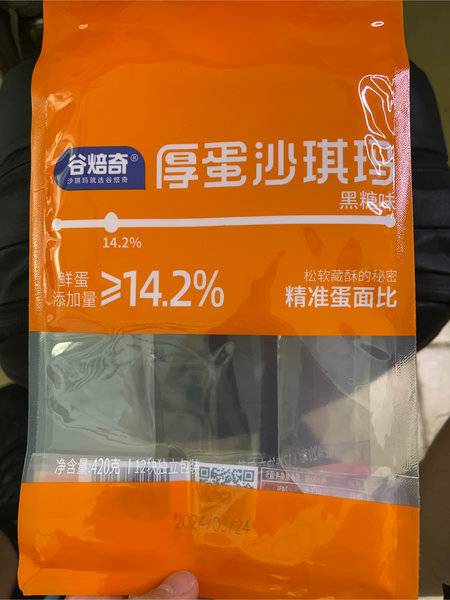 谷焙奇®
沙琪玛就选谷焙奇
厚蛋沙琪玛
黑糖味
14.2%
鲜蛋
添加量
≥14.2%
松软藏酥的秘密
精准蛋面比
净含量:420克 | 12块独立包装
2024/03/24